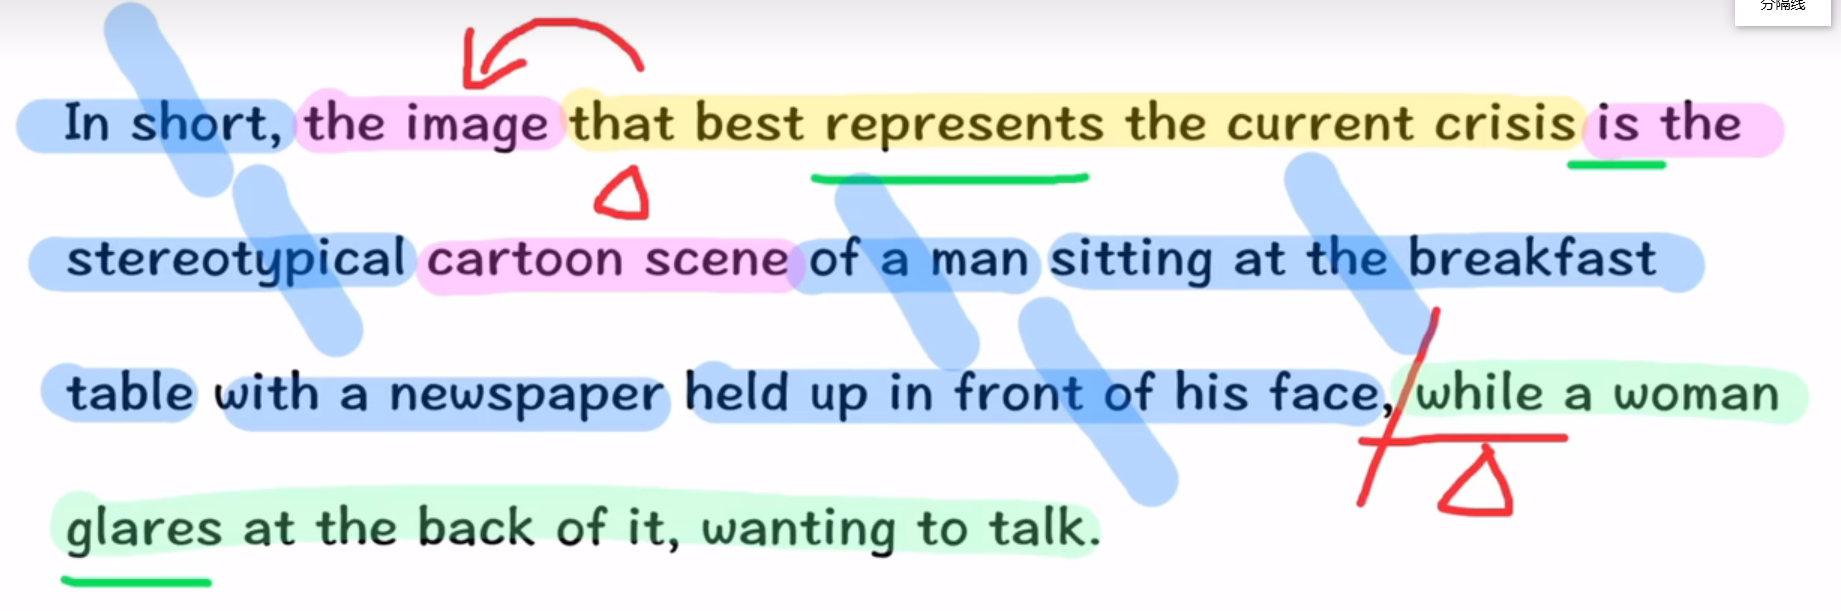 分隔线
In short, the image that best represents the current crisis is the
stereotypical cartoon scene of a man sitting at the breakfast
table with a newspaper held up in front of his face, while a woman
glares at the back of it, wanting to talk.